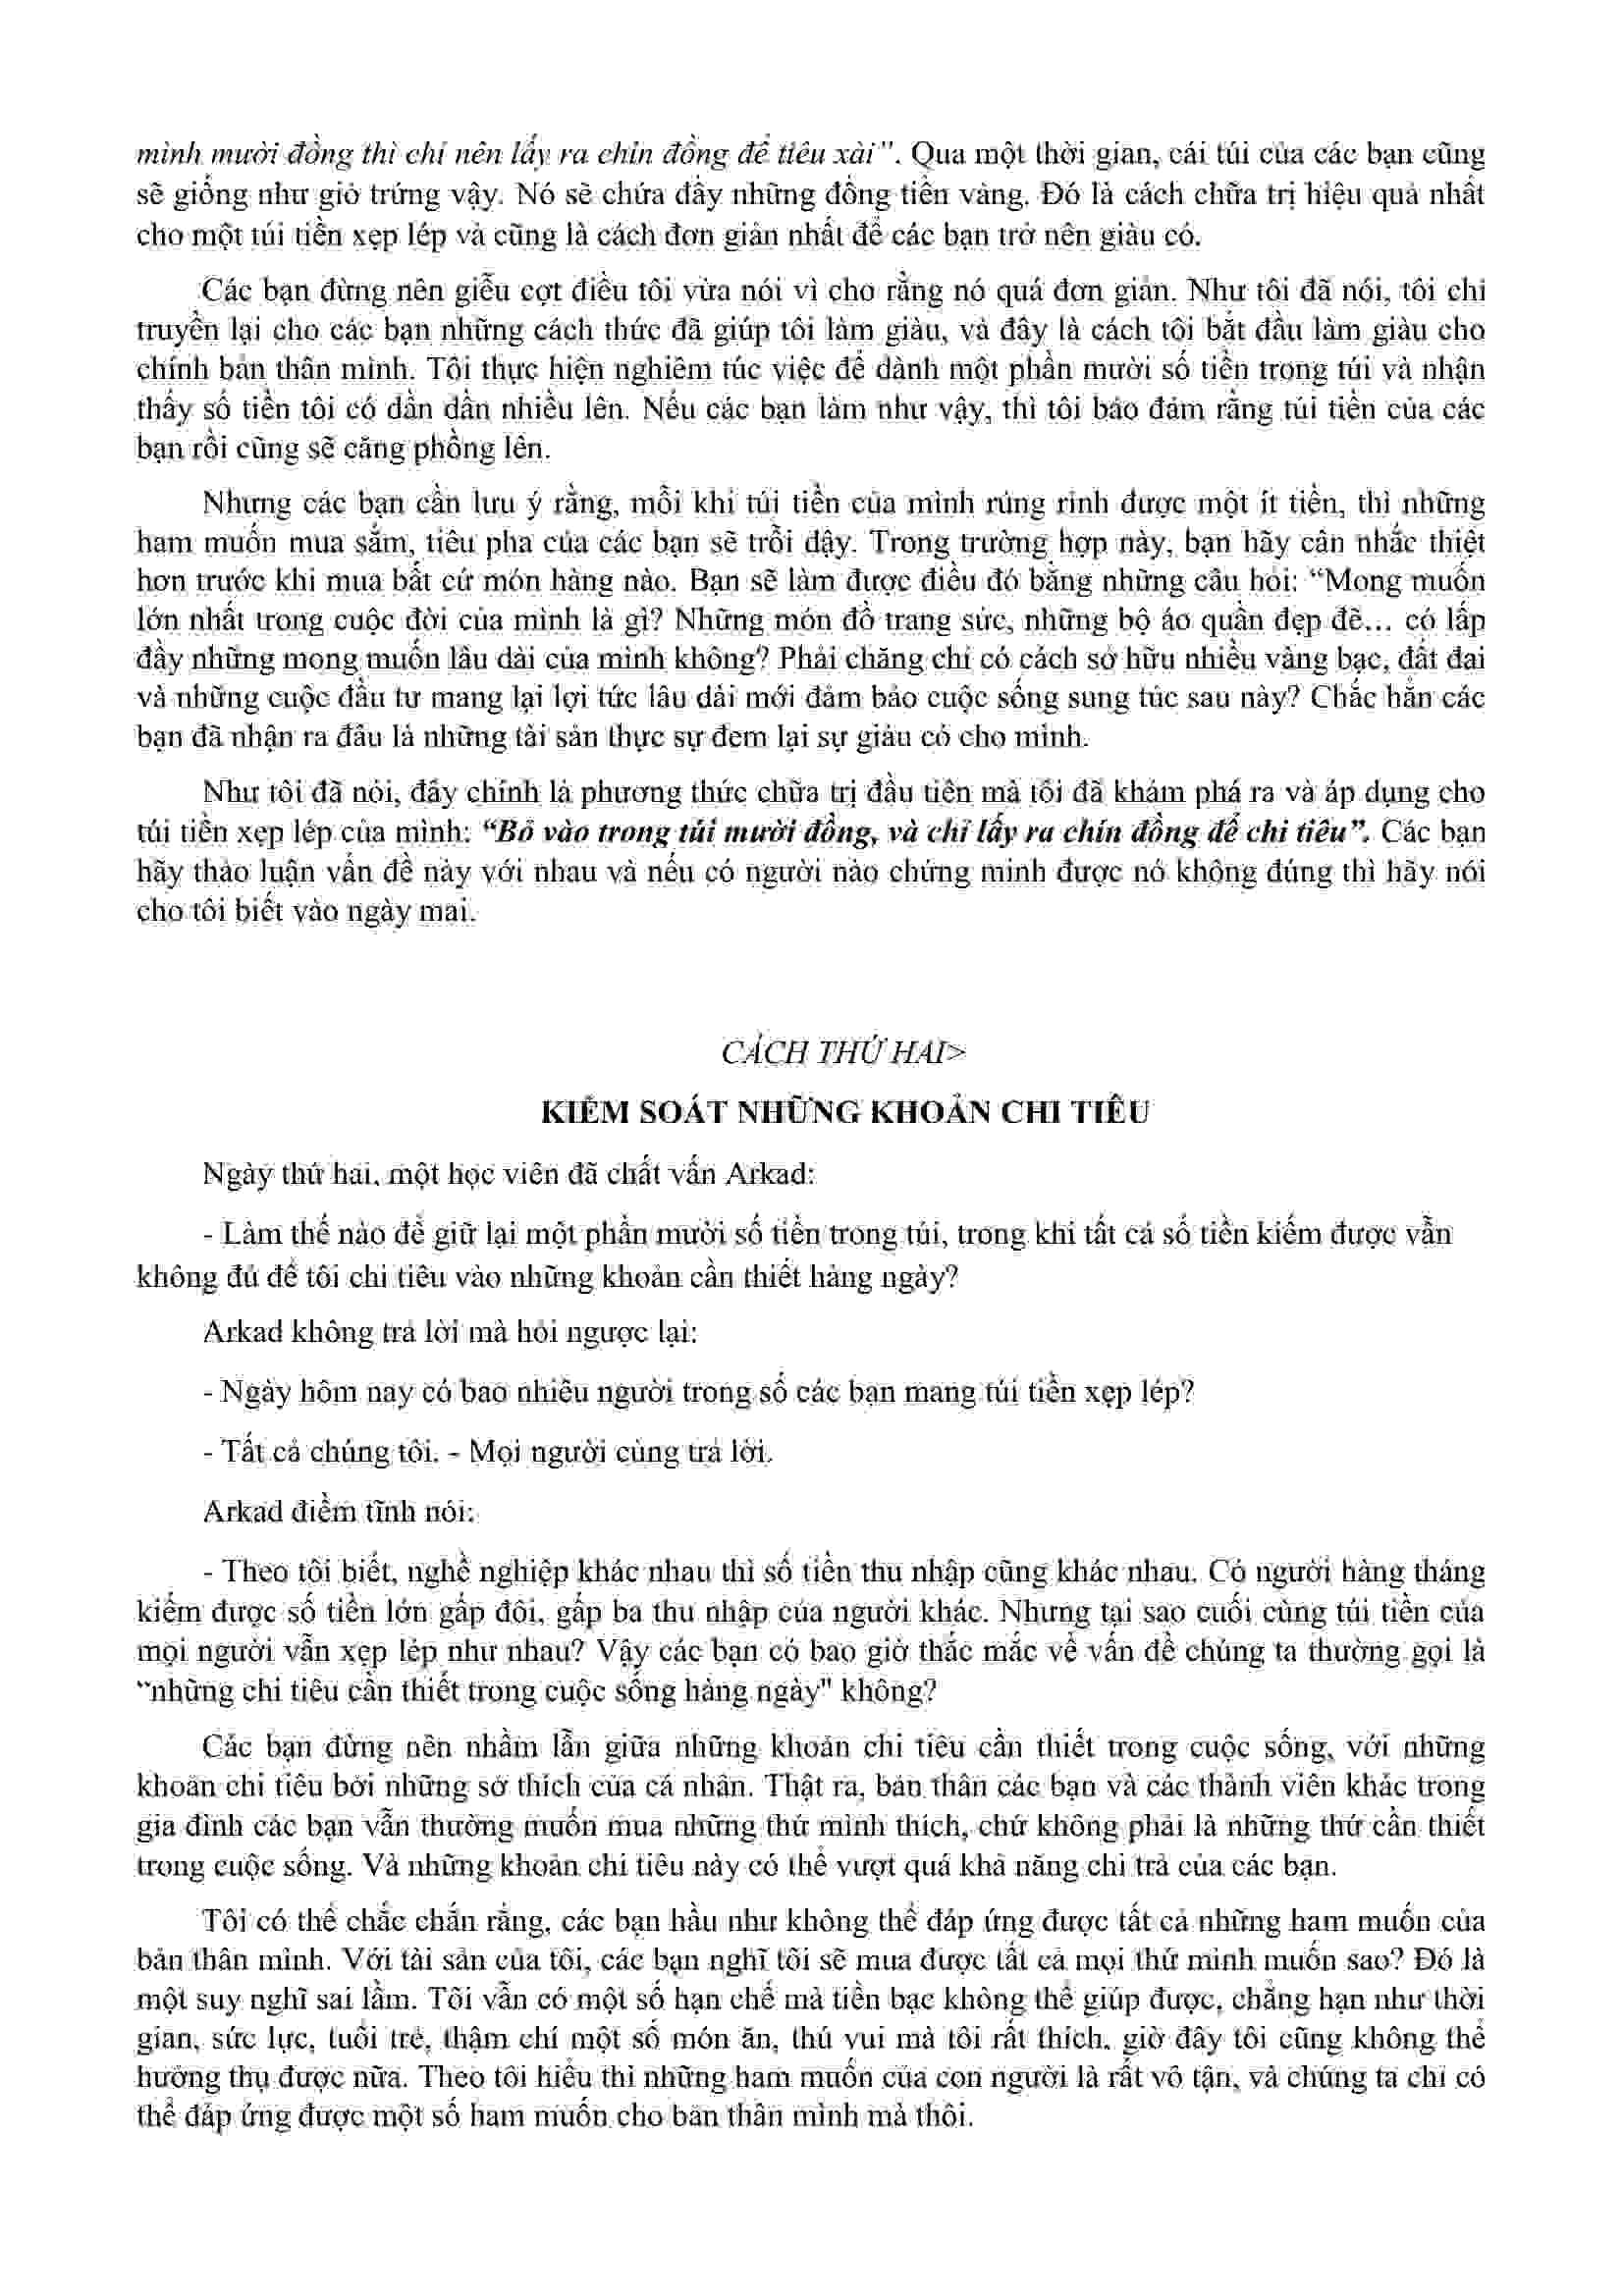 mình mười đồng thì chỉ nên lấy ra chín đồng để tiêu xài". Qua một thời gian, cái túi của các bạn cũng
sẽ giống như giỏ trứng vậy. Nó sẽ chứa đầy những đồng tiền vàng. Đó là cách chữa trị hiệu quả nhất
cho một túi tiền xẹp lép và cũng là cách đơn giản nhất để các bạn trở nên giàu có.
Các bạn đừng nên giễu cợt điều tôi vừa nói vì cho rằng nó quá đơn giản. Như tôi đã nói, tôi chỉ
truyền lại cho các bạn những cách thức đã giúp tôi làm giàu, và đây là cách tôi bắt đầu làm giàu cho
chính bản thân mình. Tôi thực hiện nghiêm túc việc để dành một phần mười số tiền trong túi và nhận
thấy số tiền tôi có dần dần nhiều lên. Nếu các bạn làm như vậy, thì tôi bảo đảm rằng túi tiền của các
bạn rồi cũng sẽ căng phồng lên.
Nhưng các bạn cần lưu ý rằng, mỗi khi túi tiền của mình rủng rỉnh được một ít tiền, thì những
ham muốn mua sắm, tiêu pha của các bạn sẽ trỗi dậy. Trong trường hợp này, bạn hãy cân nhắc thiệt
hơn trước khi mua bất cứ món hàng nào. Bạn sẽ làm được điều đó bằng những câu hỏi: “Mong muốn
lớn nhất trong cuộc đời của mình là gì? Những món đồ trang sức, những bộ áo quần đẹp đẽ... có lấp
đầy những mong muốn lâu dài của mình không? Phải chăng chỉ có cách sở hữu nhiều vàng bạc, đất đai
và những cuộc đầu tư mang lại lợi tức lâu dài mới đảm bảo cuộc sống sung túc sau này? Chắc hẳn các
bạn đã nhận ra đâu là những tài sản thực sự đem lại sự giàu có cho mình.
Như tôi đã nói, đây chính là phương thức chữa trị đầu tiên mà tôi đã khám phá ra và áp dụng cho
túi tiền xẹp lép của mình: “Bỏ vào trong túi mười đồng, và chỉ lấy ra chín đồng để chi tiêu”. Các bạn
hãy thảo luận vấn đề này với nhau và nếu có người nào chứng minh được nó không đúng thì hãy nói
cho tôi biết vào ngày mai.
CÁCH THỨ HAI>
KIỂM SOÁT NHỮNG KHOẢN CHI TIÊU
Ngày thứ hai, một học viên đã chất vấn Arkad:
- Làm thế nào để giữ lại một phần mười số tiền trong túi, trong khi tất cả số tiền kiếm được vẫn
không đủ để tôi chi tiêu vào những khoản cần thiết hàng ngày?
Arkad không trả lời mà hỏi ngược lại:
- Ngày hôm nay có bao nhiêu người trong số các bạn mang túi tiền xẹp lép?
- Tất cả chúng tôi. - Mọi người cùng trả lời.
Arkad điềm tĩnh nói:
- Theo tôi biết, nghề nghiệp khác nhau thì số tiền thu nhập cũng khác nhau. Có người hàng tháng
kiếm được số tiền lớn gấp đôi, gấp ba thu nhập của người khác. Nhưng tại sao cuối cùng túi tiền của
mọi người vẫn xẹp lép như nhau? Vậy các bạn có bao giờ thắc mắc về vấn đề chúng ta thường gọi là
“những chi tiêu cần thiết trong cuộc sống hàng ngày" không?
Các bạn đừng nên nhầm lẫn giữa những khoản chi tiêu cần thiết trong cuộc sống, với những
khoản chi tiêu bởi những sở thích của cá nhân. Thật ra, bản thân các bạn và các thành viên khác trong
gia đình các bạn vẫn thường muốn mua những thứ mình thích, chứ không phải là những thứ cần thiết
trong cuộc sống. Và những khoản chi tiêu này có thể vượt quá khả năng chi trả của các bạn.
Tôi có thể chắc chắn rằng, các bạn hầu như không thể đáp ứng được tất cả những ham muốn của
bản thân mình. Với tài sản của tôi, các bạn nghĩ tôi sẽ mua được tất cả mọi thứ mình muốn sao? Đó là
một suy nghĩ sai lầm. Tôi vẫn có một số hạn chế mà tiền bạc không thể giúp được, chẳng hạn như thời
gian, sức lực, tuổi trẻ, thậm chí một số món ăn, thú vui mà tôi rất thích, giờ đây tôi cũng không thể
hưởng thụ được nữa. Theo tôi hiểu thì những ham muốn của con người là rất vô tận, và chúng ta chỉ có
thể đáp ứng được một số ham muốn cho bản thân mình mà thôi.